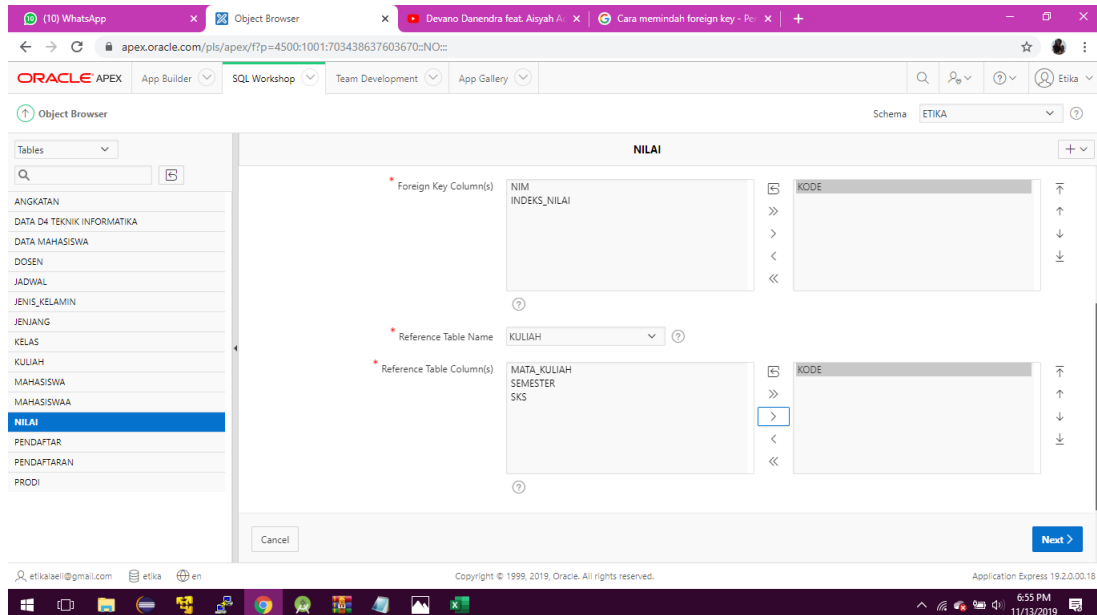 (10) WhatsApp
Object Browser
Devano Danendra feat. Aisyah
Cara memindah foreign key - Pe
apex.oracle.com/pls/apex/f?p=4500:1001:703438637603670::NO:::
ORACLE APEX App Builder SQL Workshop Team Development App Gallery Etika
Object Browser Schema ETIKA
Tables
NILAI
ANGKATAN
DATA D4 TEKNIK INFORMATIKA
DATA MAHASISWA
DOSEN
JADWAL
JENIS_KELAMIN
JENJANG
KELAS
KULIAH
MAHASISWA
MAHASISWAA
NILAI
PENDAFTAR
PENDAFTARAN
PRODI
* Foreign Key Column(s)
NIM
INDEKS_NILAI
KODE
* Reference Table Name KULIAH
* Reference Table Column(s)
MATA_KULIAH
SEMESTER
SKS
KODE
Cancel
Next >
etikalaeli@gmail.com etika en
Copyright © 1999, 2019, Oracle. All rights reserved.
Application Express 19.2.0.00.18
6:55 PM
11/13/2019